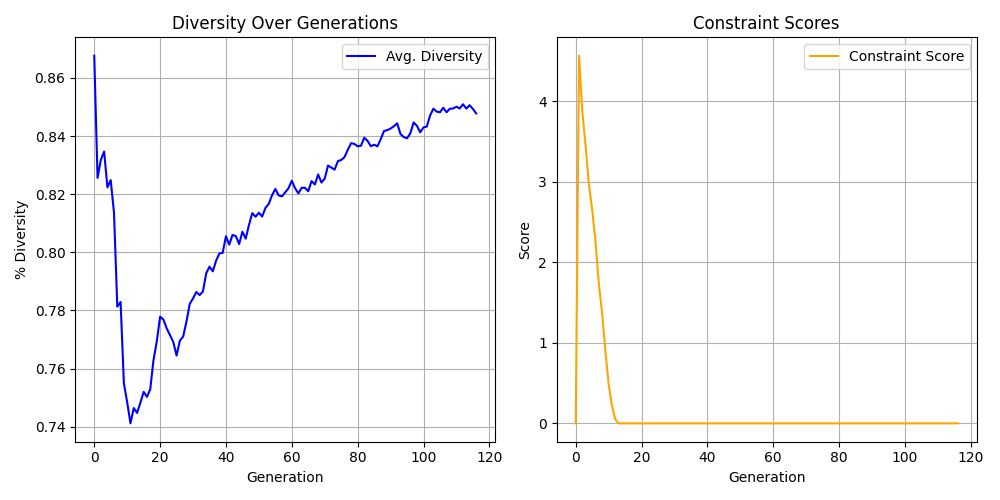 Diversity Over Generations
Avg. Diversity
% Diversity
0.86
0.84
0.82
0.80
0.78
0.76
0.74
0 20 40 60 80 100 120
Generation
Constraint Scores
Constraint Score
Score
4
3
2
1
0
0 20 40 60 80 100 120
Generation